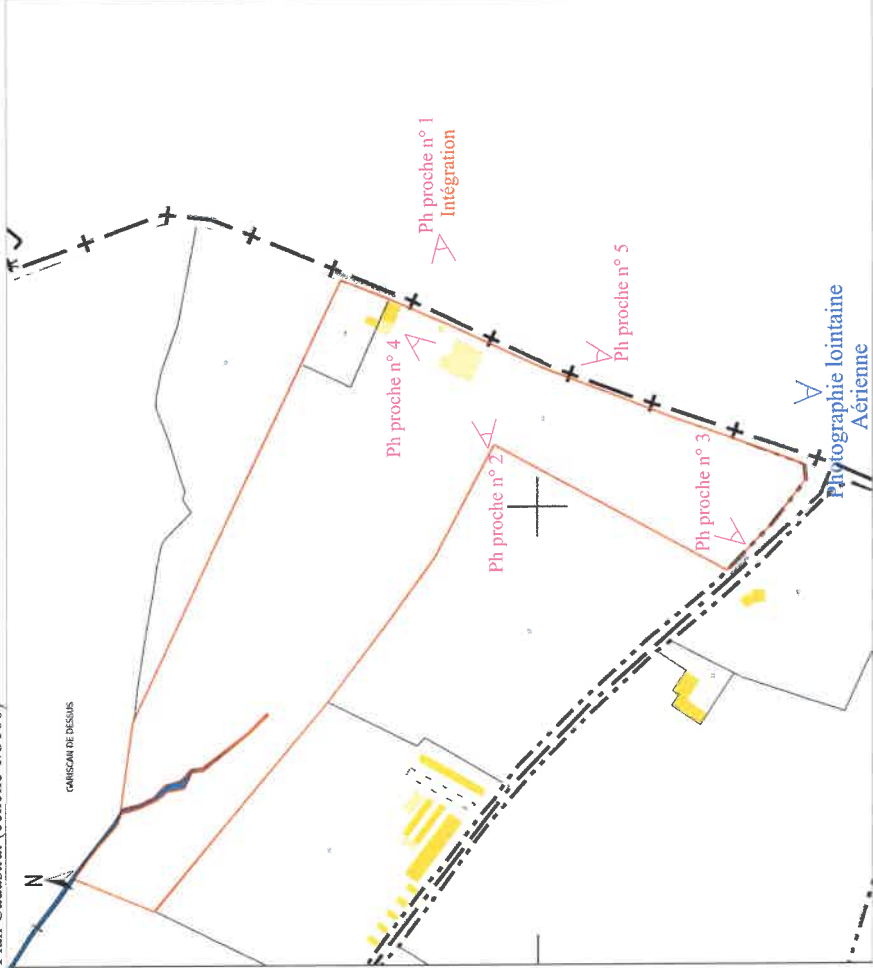 N
GARISCAN DE DESSUS
Ph proche n° 1
Intégration
Ph proche n° 4
Ph proche n° 5
Ph proche n° 2
Ph proche n° 3
Photographie lointaine
Aérienne